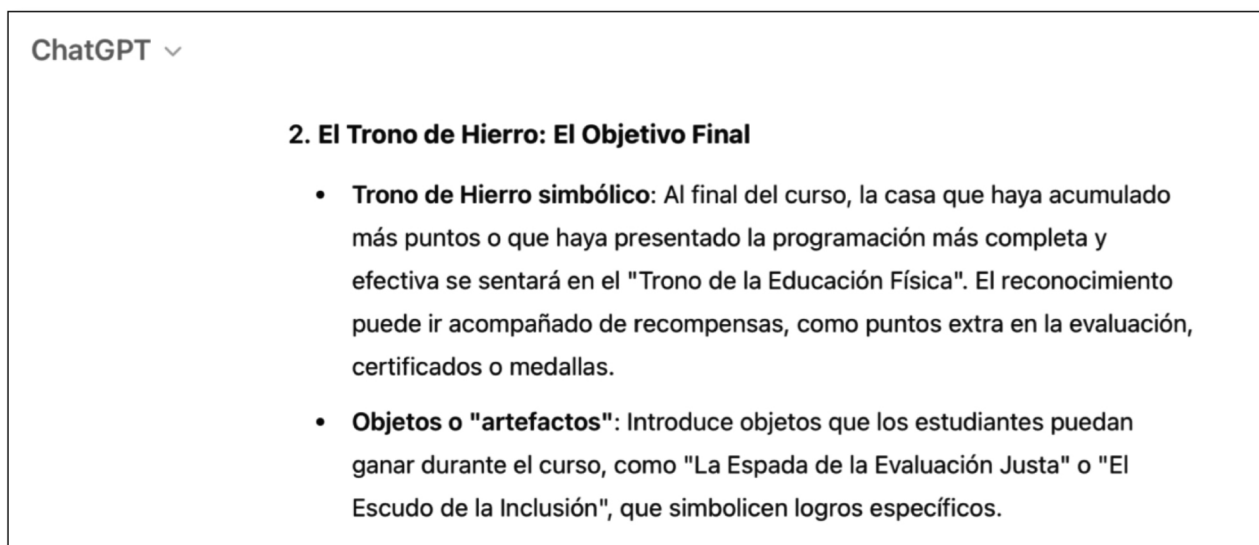 ChatGPT
2. El Trono de Hierro: El Objetivo Final
• Trono de Hierro simbólico: Al final del curso, la casa que haya acumulado
más puntos o que haya presentado la programación más completa y
efectiva se sentará en el "Trono de la Educación Física". El reconocimiento
puede ir acompañado de recompensas, como puntos extra en la evaluación,
certificados o medallas.
• Objetos o "artefactos": Introduce objetos que los estudiantes puedan
ganar durante el curso, como "La Espada de la Evaluación Justa" o "El
Escudo de la Inclusión", que simbolicen logros específicos.